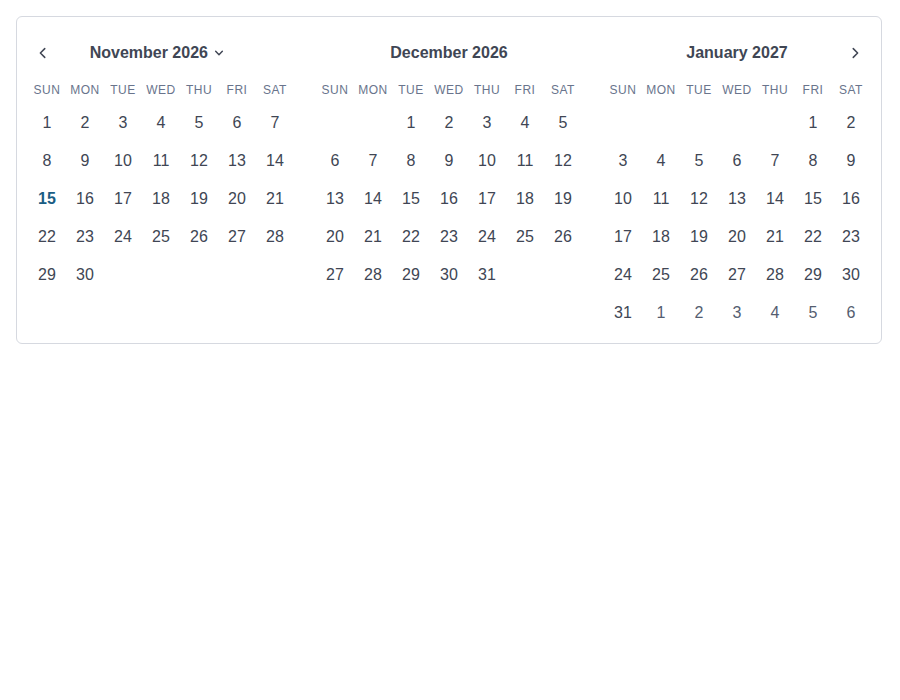 November 2026
SUN MON TUE WED THU FRI SAT
1 2 3 4 5 6 7
8 9 10 11 12 13 14
15 16 17 18 19 20 21
22 23 24 25 26 27 28
29 30
December 2026
SUN MON TUE WED THU FRI SAT
1 2 3 4 5
6 7 8 9 10 11 12
13 14 15 16 17 18 19
20 21 22 23 24 25 26
27 28 29 30 31
January 2027
SUN MON TUE WED THU FRI SAT
1 2
3 4 5 6 7 8 9
10 11 12 13 14 15 16
17 18 19 20 21 22 23
24 25 26 27 28 29 30
31 1 2 3 4 5 6